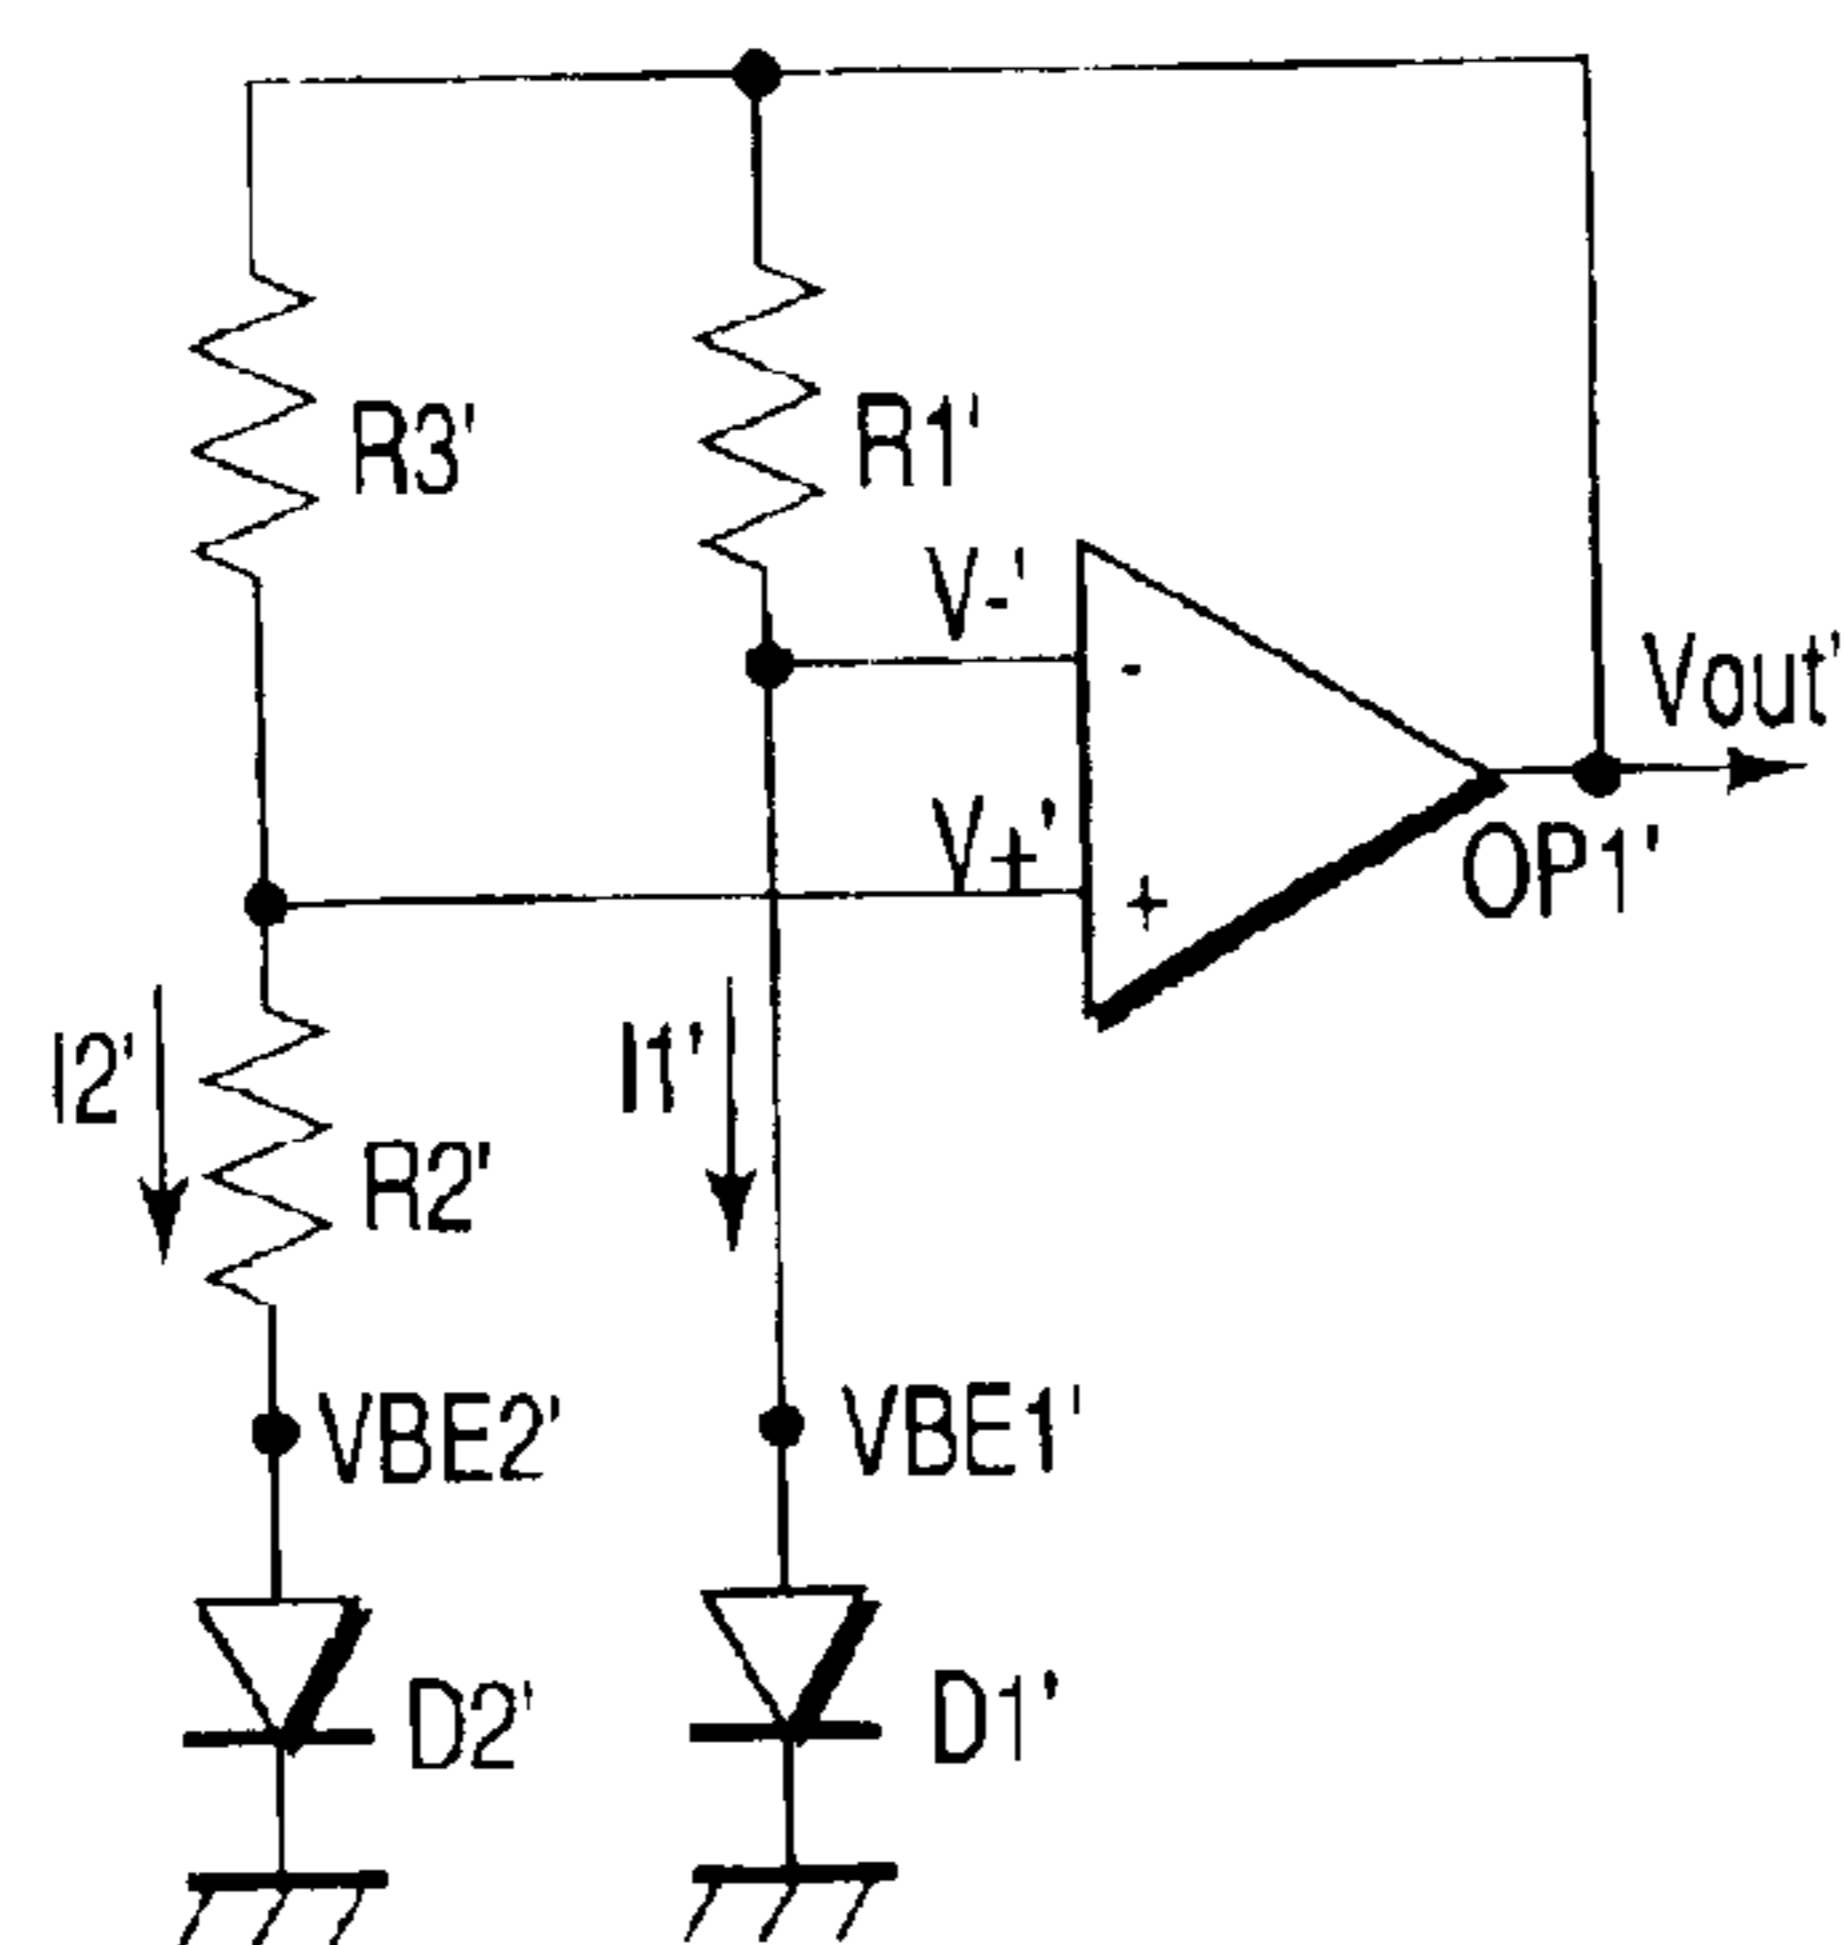 R3'
R1'
V-'
-
Vout'
V+'
+
OP1'
I2'
I1'
R2'
VBE2'
VBE1'
D2'
D1'